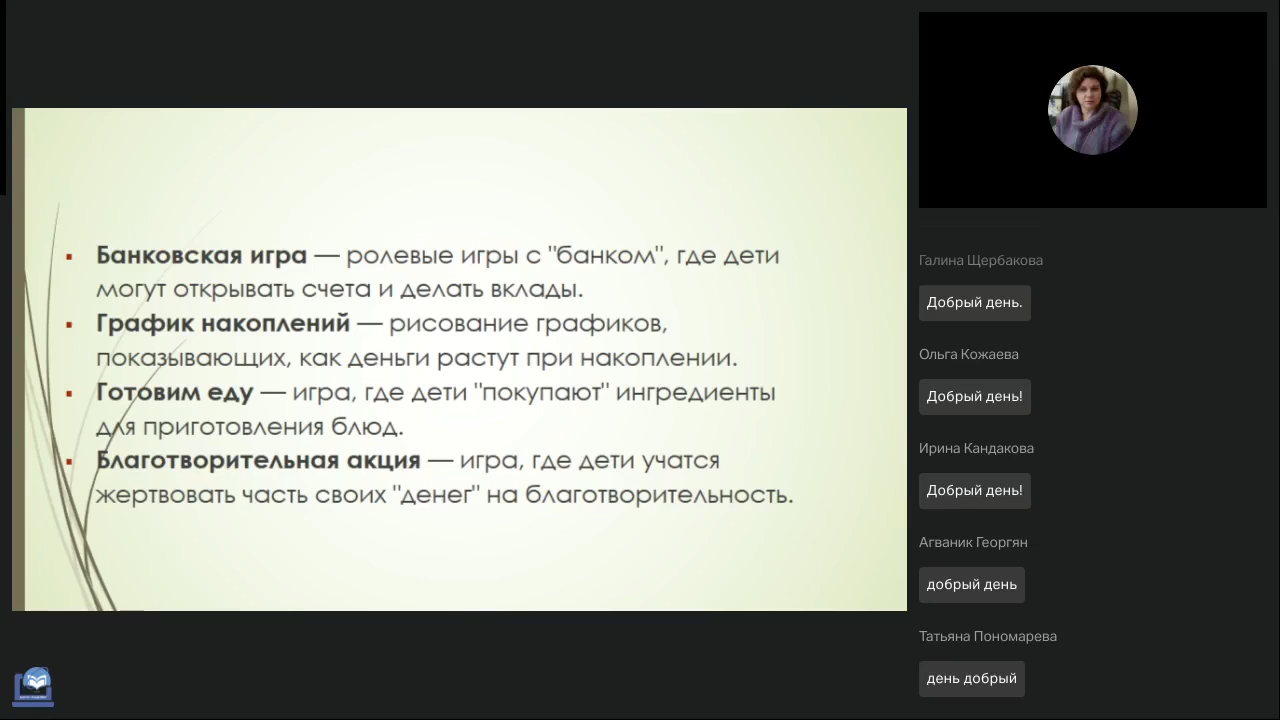 Банковская игра — ролевые игры с "банком", где дети
могут открывать счета и делать вклады.
График накоплений — рисование графиков,
показывающих, как деньги растут при накоплении.
Готовим еду — игра, где дети "покупают" ингредиенты
для приготовления блюд.
Благотворительная акция — игра, где дети учатся
жертвовать часть своих "денег" на благотворительность.
Галина Щербакова
Добрый день.
Ольга Кожаева
Добрый день!
Ирина Кандакова
Добрый день!
Агваник Георгян
добрый день
Татьяна Пономарева
день добрый